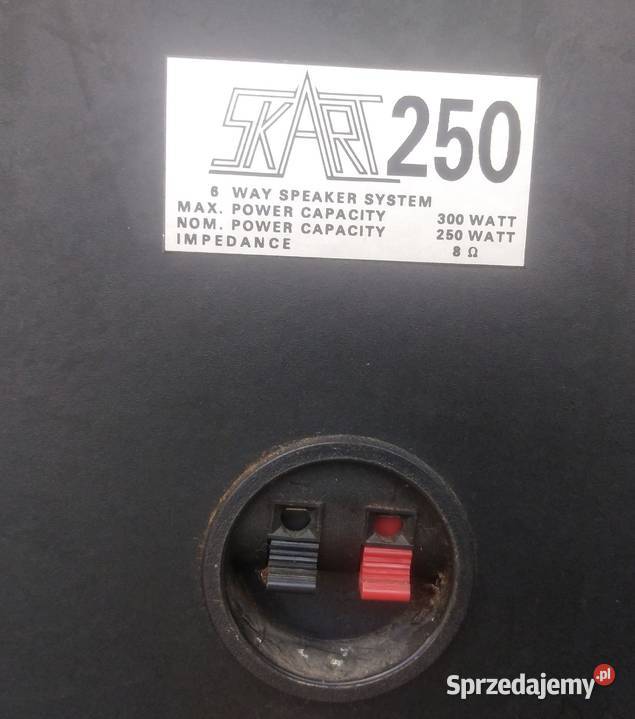 SKART 250
6 WAY SPEAKER SYSTEM
MAX. POWER CAPACITY 300 WATT
NOM. POWER CAPACITY 250 WATT
IMPEDANCE 8 Ω
Sprzedajemy.pl